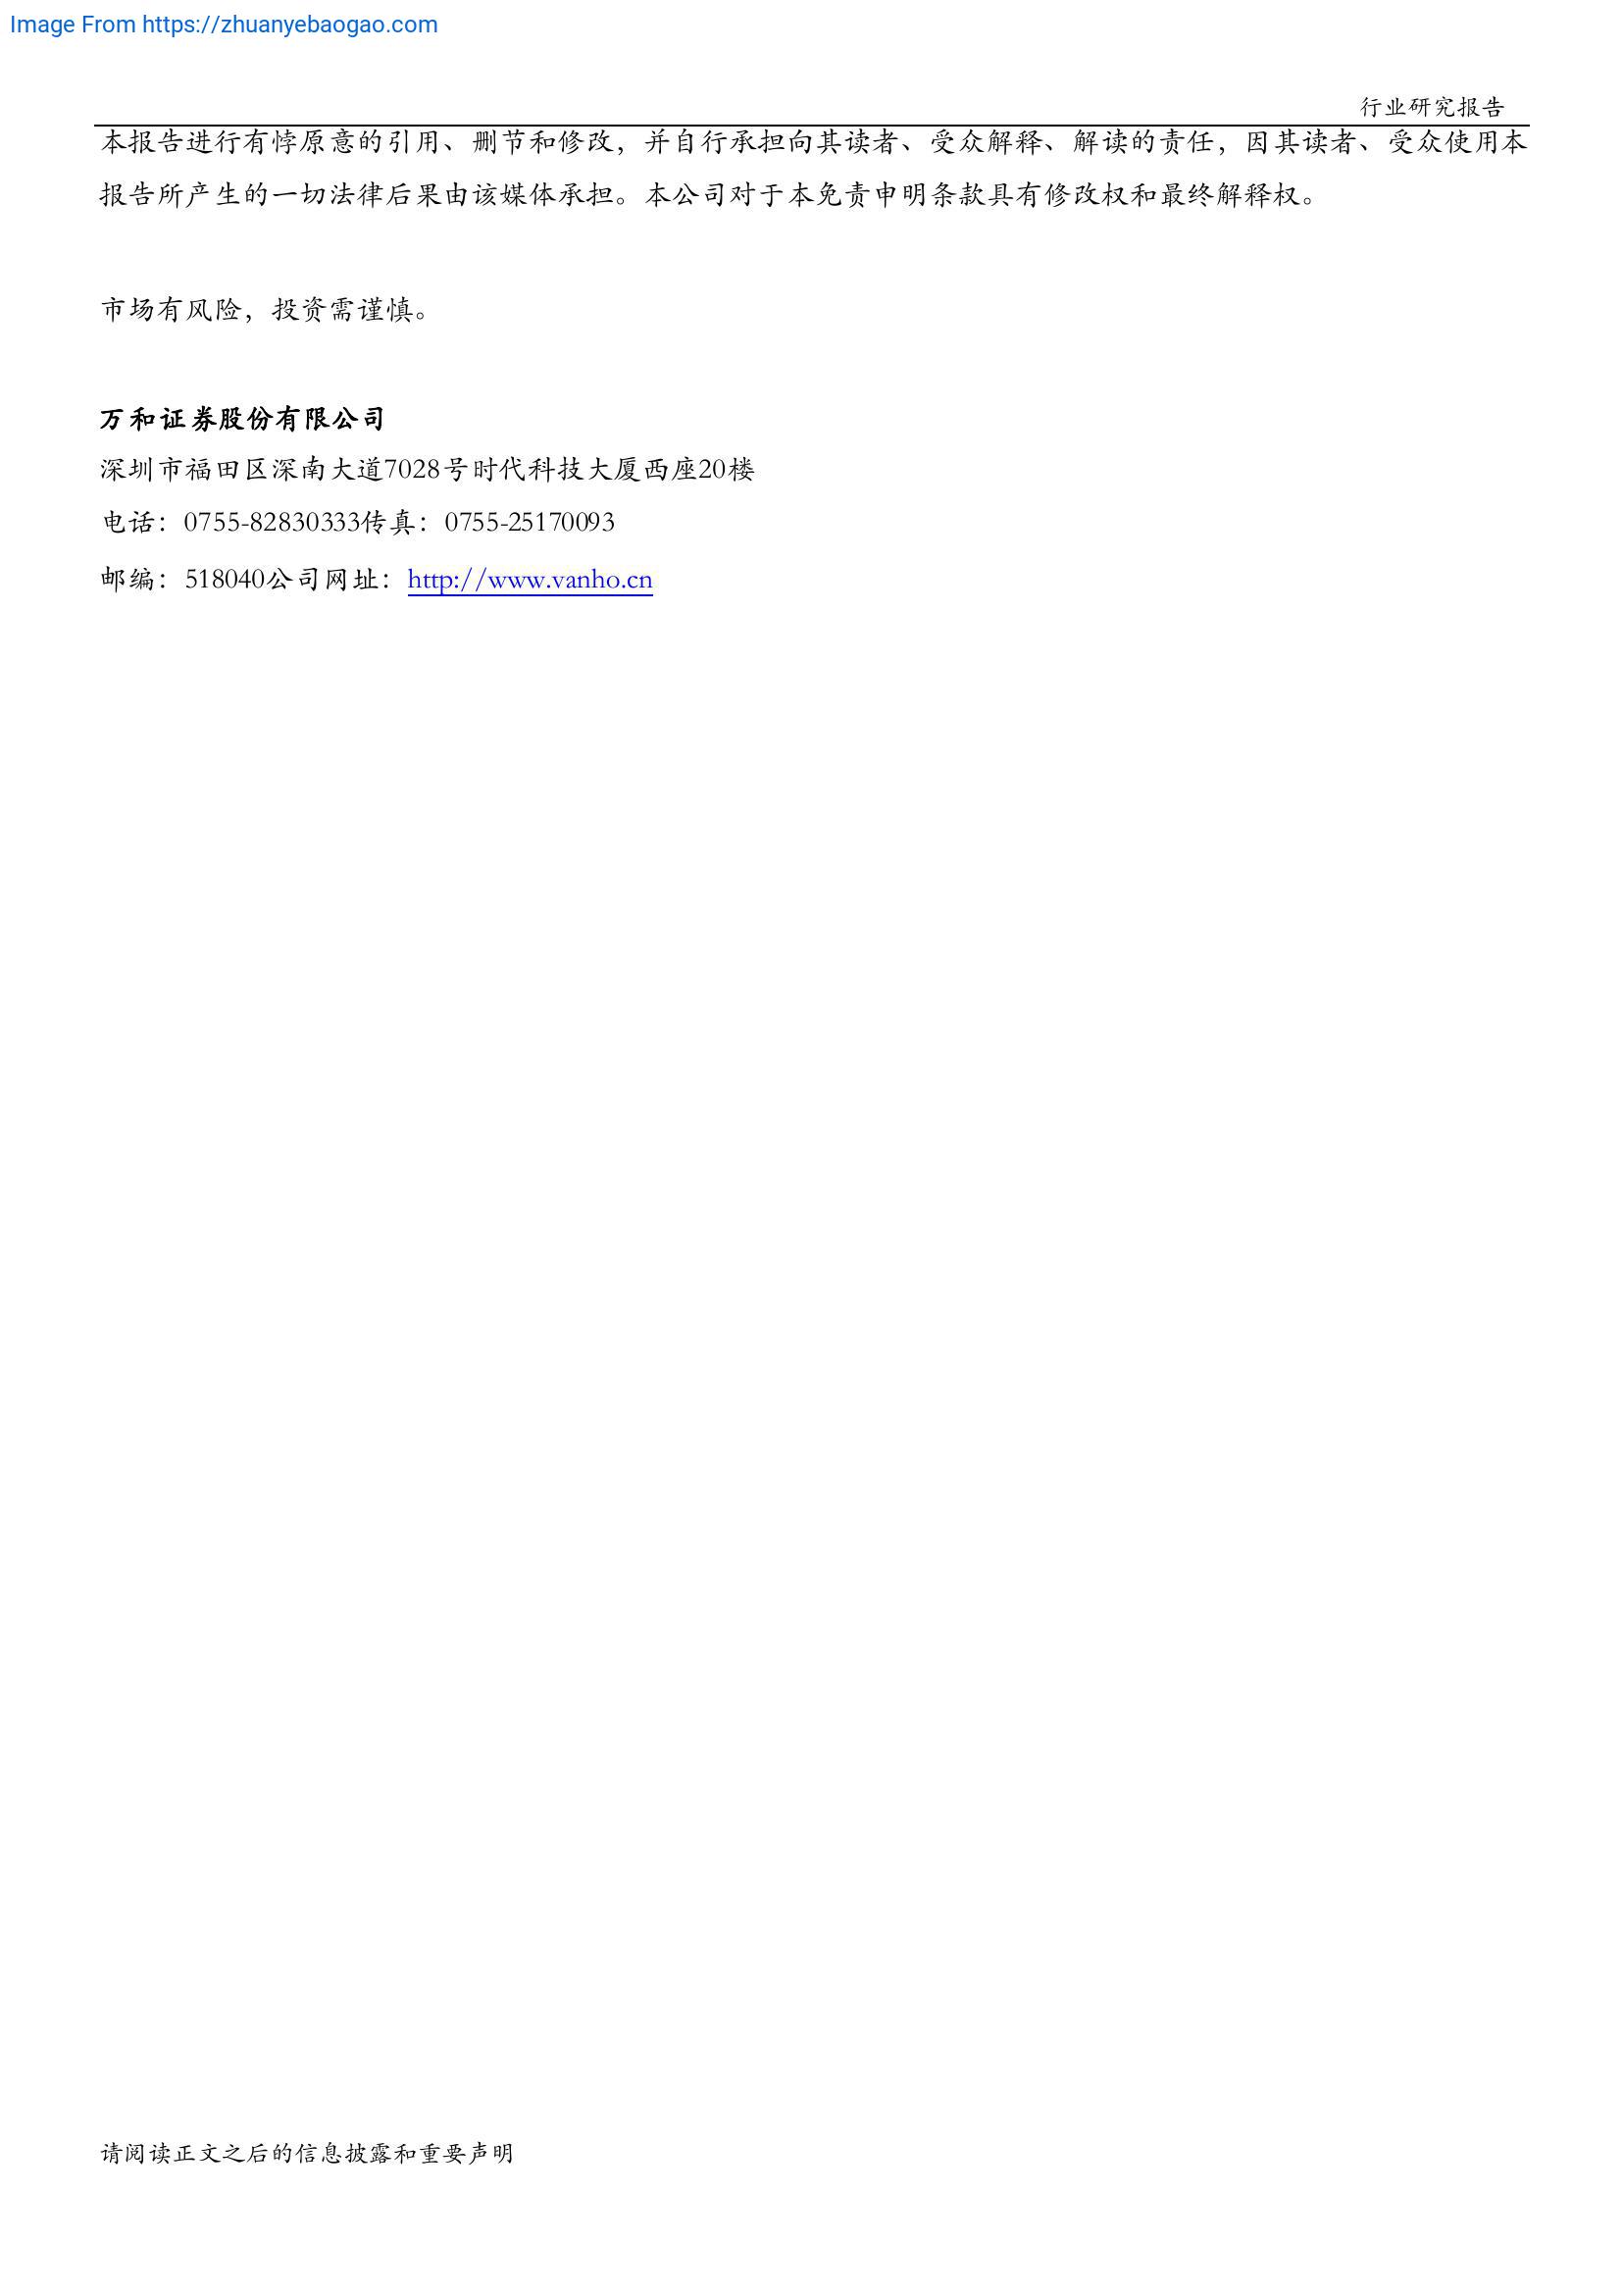 Image From https://zhuanyebaogao.com
行业研究报告
本报告进行有悖原意的引用、删节和修改，并自行承担向其读者、受众解释、解读的责任，因其读者、受众使用本
报告所产生的一切法律后果由该媒体承担。本公司对于本免责申明条款具有修改权和最终解释权。
市场有风险，投资需谨慎。
万和证券股份有限公司
深圳市福田区深南大道7028号时代科技大厦西座20楼
电话：0755-82830333传真：0755-25170093
邮编：518040公司网址：http://www.vanho.cn
请阅读正文之后的信息披露和重要声明